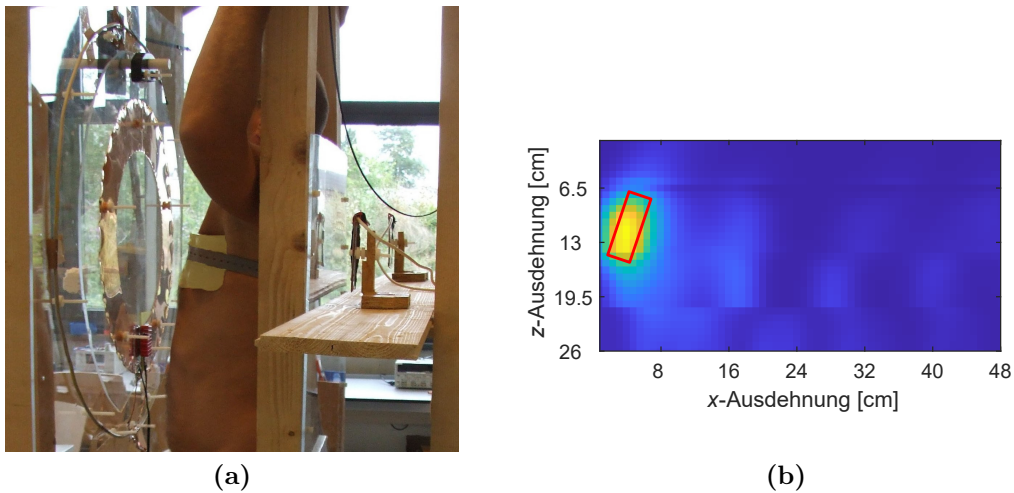 6.5
13
19.5
26
z-Ausdehnung [cm]
8 16 24 32 40 48
x-Ausdehnung [cm]
(a) (b)